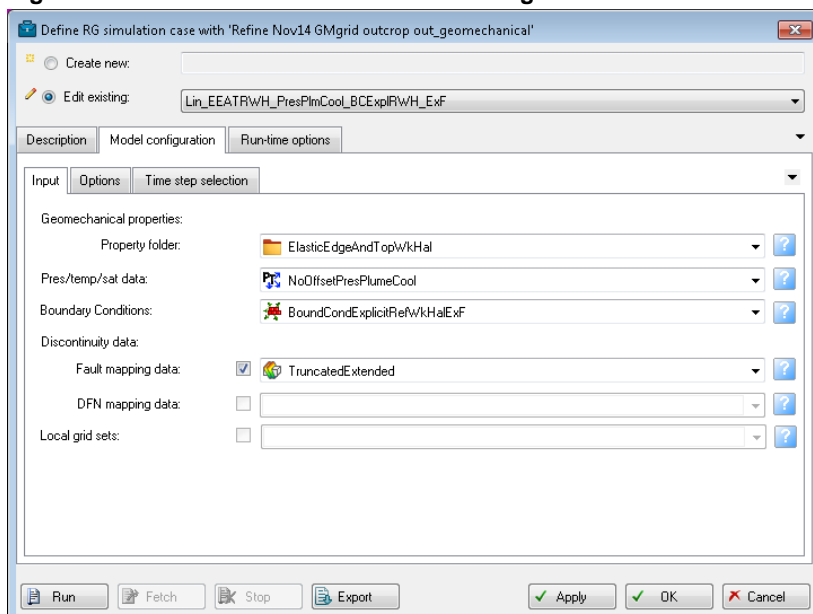 Define RG simulation case with 'Refine Nov14 GMgrid outcrop out_geomechanical'
Create new:
Edit existing: Lin_EEATRWH_PresPlmCool_BCExplRWH_ExF
Description Model configuration Run-time options
Input Options Time step selection
Geomechanical properties:
Property folder: ElasticEdgeAndTopWkHal ?
Pres/temp/sat data: NoOffsetPresPlumeCool ?
Boundary Conditions: BoundCondExplicitRefWkHalExF ?
Discontinuity data:
Fault mapping data: TruncatedExtended ?
DFN mapping data: ?
Local grid sets: ?
Run Fetch Stop Export Apply OK Cancel